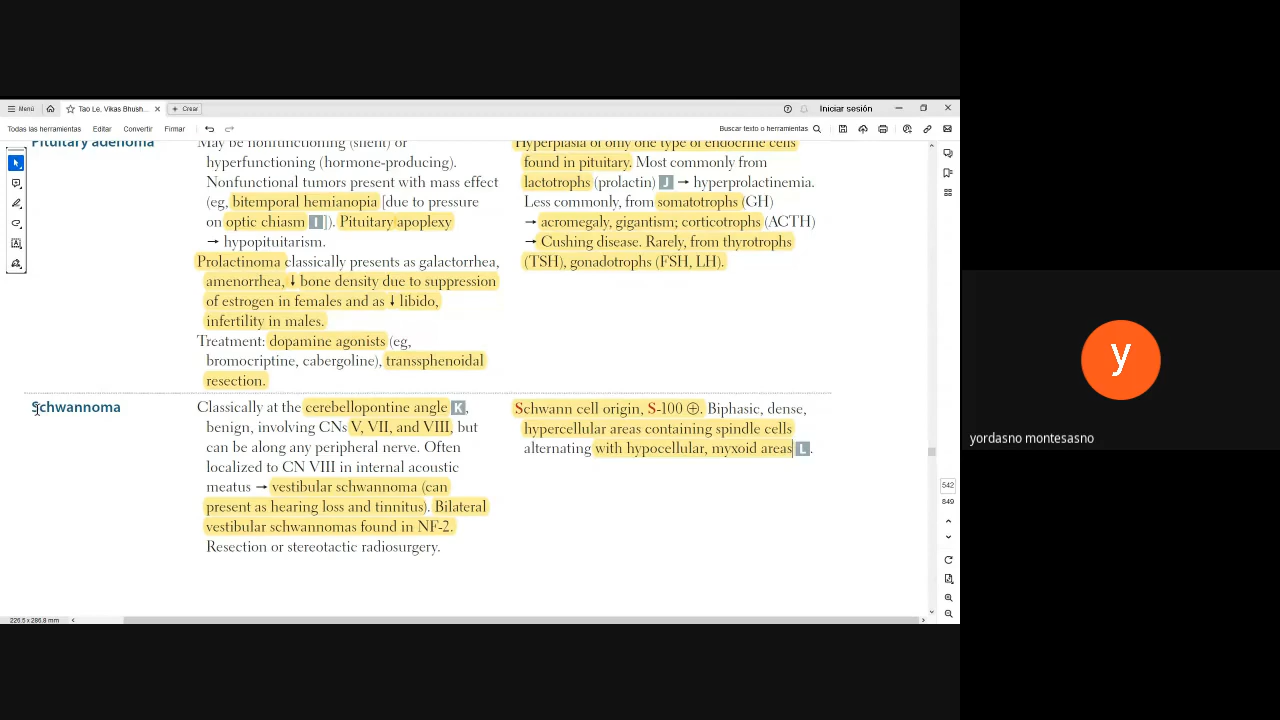 Menú
Tao Le, Vikas Bhush...
Crear
Iniciar sesión
Todas las herramientas Editar Convertir Firmar
Buscar texto o herramientas
Pituitary adenoma
May be nonfunctioning (silent) or
hyperfunctioning (hormone-producing).
Nonfunctional tumors present with mass effect
(eg, bitemporal hemianopia [due to pressure
on optic chiasm I]). Pituitary apoplexy
→ hypopituitarism.
Prolactinoma classically presents as galactorrhea,
amenorrhea, ↓ bone density due to suppression
of estrogen in females and as ↓ libido,
infertility in males.
Treatment: dopamine agonists (eg,
bromocriptine, cabergoline), transsphenoidal
resection.
Hyperplasia of only one type of endocrine cells
found in pituitary. Most commonly from
lactotrophs (prolactin) J → hyperprolactinemia.
Less commonly, from somatotrophs (GH)
→ acromegaly, gigantism; corticotrophs (ACTH)
→ Cushing disease. Rarely, from thyrotrophs
(TSH), gonadotrophs (FSH, LH).
Schwannoma
Classically at the cerebellopontine angle K,
benign, involving CNs V, VII, and VIII, but
can be along any peripheral nerve. Often
localized to CN VIII in internal acoustic
meatus → vestibular schwannoma (can
present as hearing loss and tinnitus). Bilateral
vestibular schwannomas found in NF-2.
Resection or stereotactic radiosurgery.
Schwann cell origin, S-100 ⊕. Biphasic, dense,
hypercellular areas containing spindle cells
alternating with hypocellular, myxoid areas L.
542
849
226.5 x 286.8 mm
y
yordasno montesasno